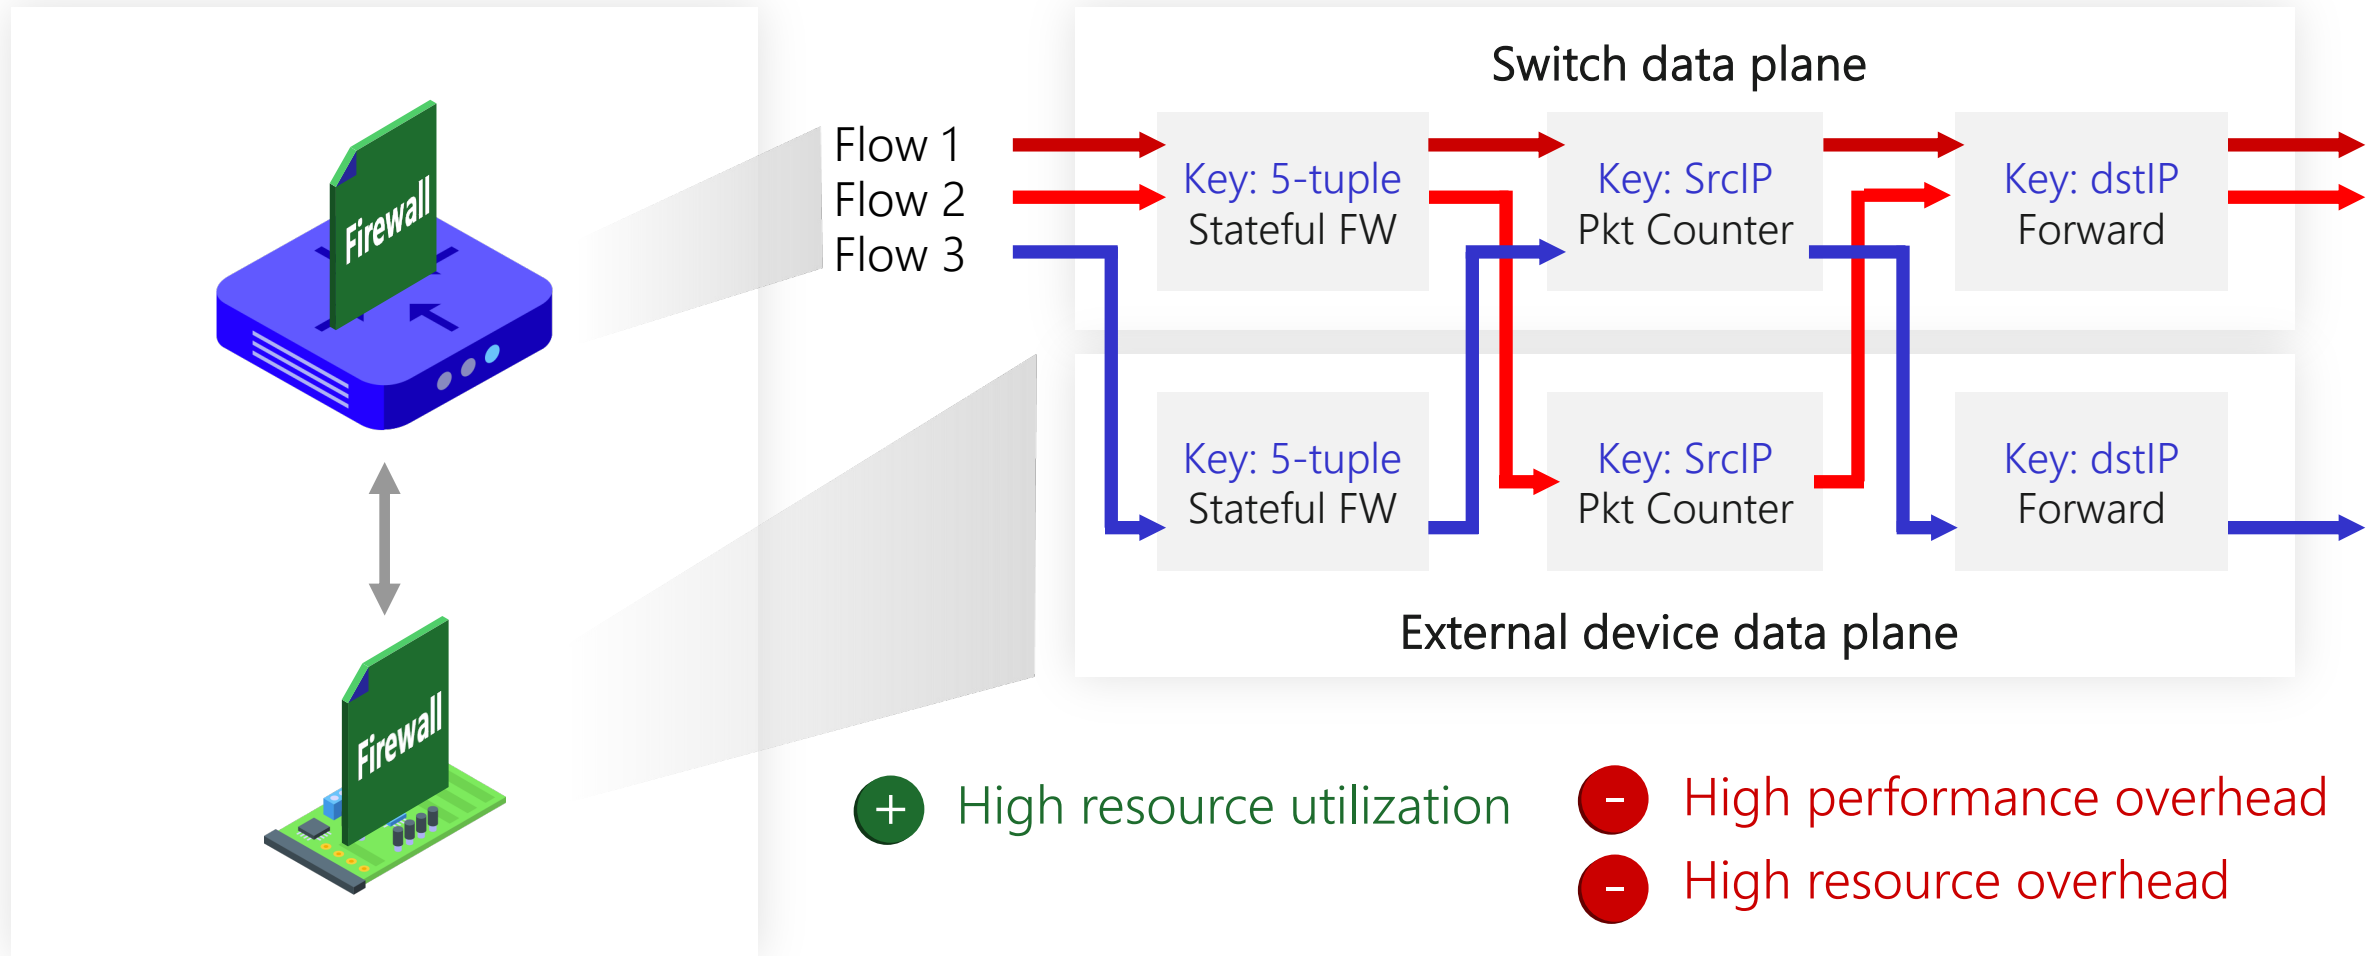 Firewall
Firewall
Flow 1
Flow 2
Flow 3
Switch data plane
Key: 5-tuple
Stateful FW
Key: SrcIP
Pkt Counter
Key: dstIP
Forward
Key: 5-tuple
Stateful FW
Key: SrcIP
Pkt Counter
Key: dstIP
Forward
External device data plane
+ High resource utilization
- High performance overhead
- High resource overhead